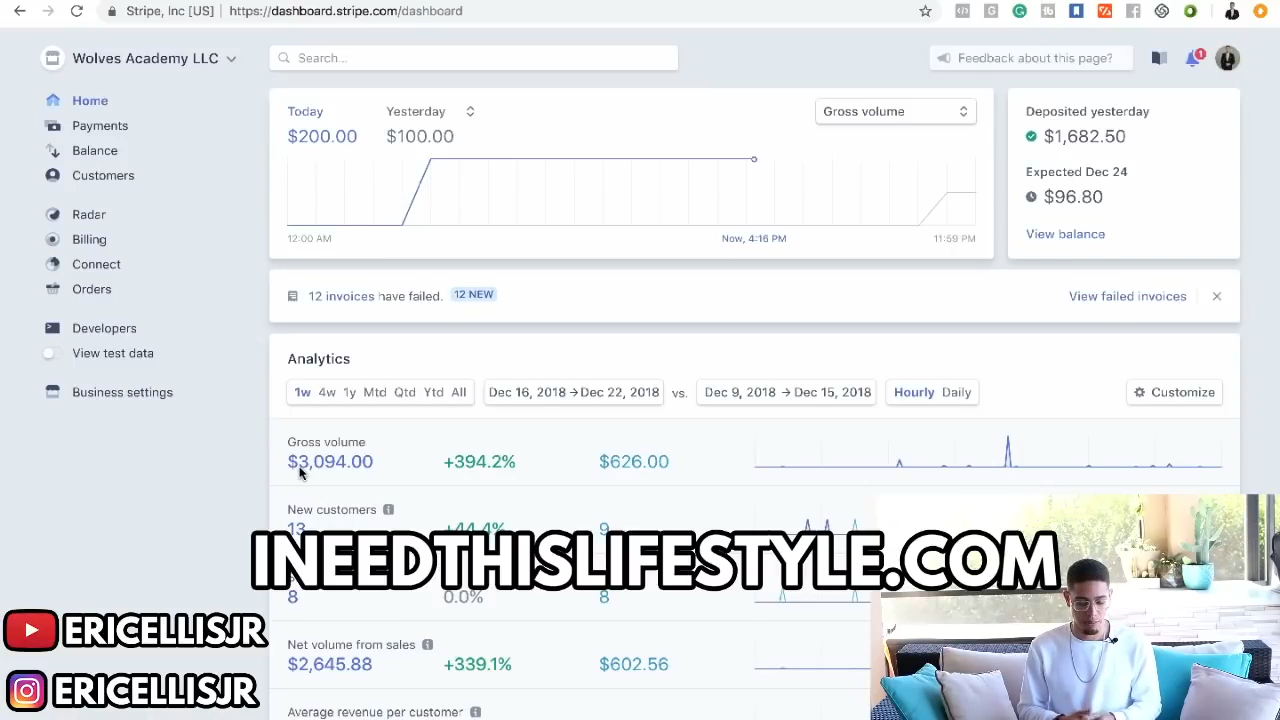 Stripe, Inc [US] https://dashboard.stripe.com/dashboard
Wolves Academy LLC
Search...
Feedback about this page?
1
Home
Payments
Balance
Customers
Radar
Billing
Connect
Orders
Developers
View test data
Business settings
Today Yesterday Gross volume
$200.00 $100.00
12:00 AM Now, 4:16 PM 11:59 PM
Deposited yesterday
$1,682.50
Expected Dec 24
$96.80
View balance
12 invoices have failed. 12 NEW View failed invoices
Analytics
1w 4w 1y Mtd Qtd Ytd All Dec 16, 2018 → Dec 22, 2018 vs. Dec 9, 2018 → Dec 15, 2018 Hourly Daily Customize
Gross volume
$3,094.00 +394.2% $626.00
New customers
13 +44.4% 9
INEEDTHISLIFESTYLE.COM
8 0.0% 8
Net volume from sales
$2,645.88 +339.1% $602.56
Average revenue per customer
ERICELLISJR
ERICELLISJR